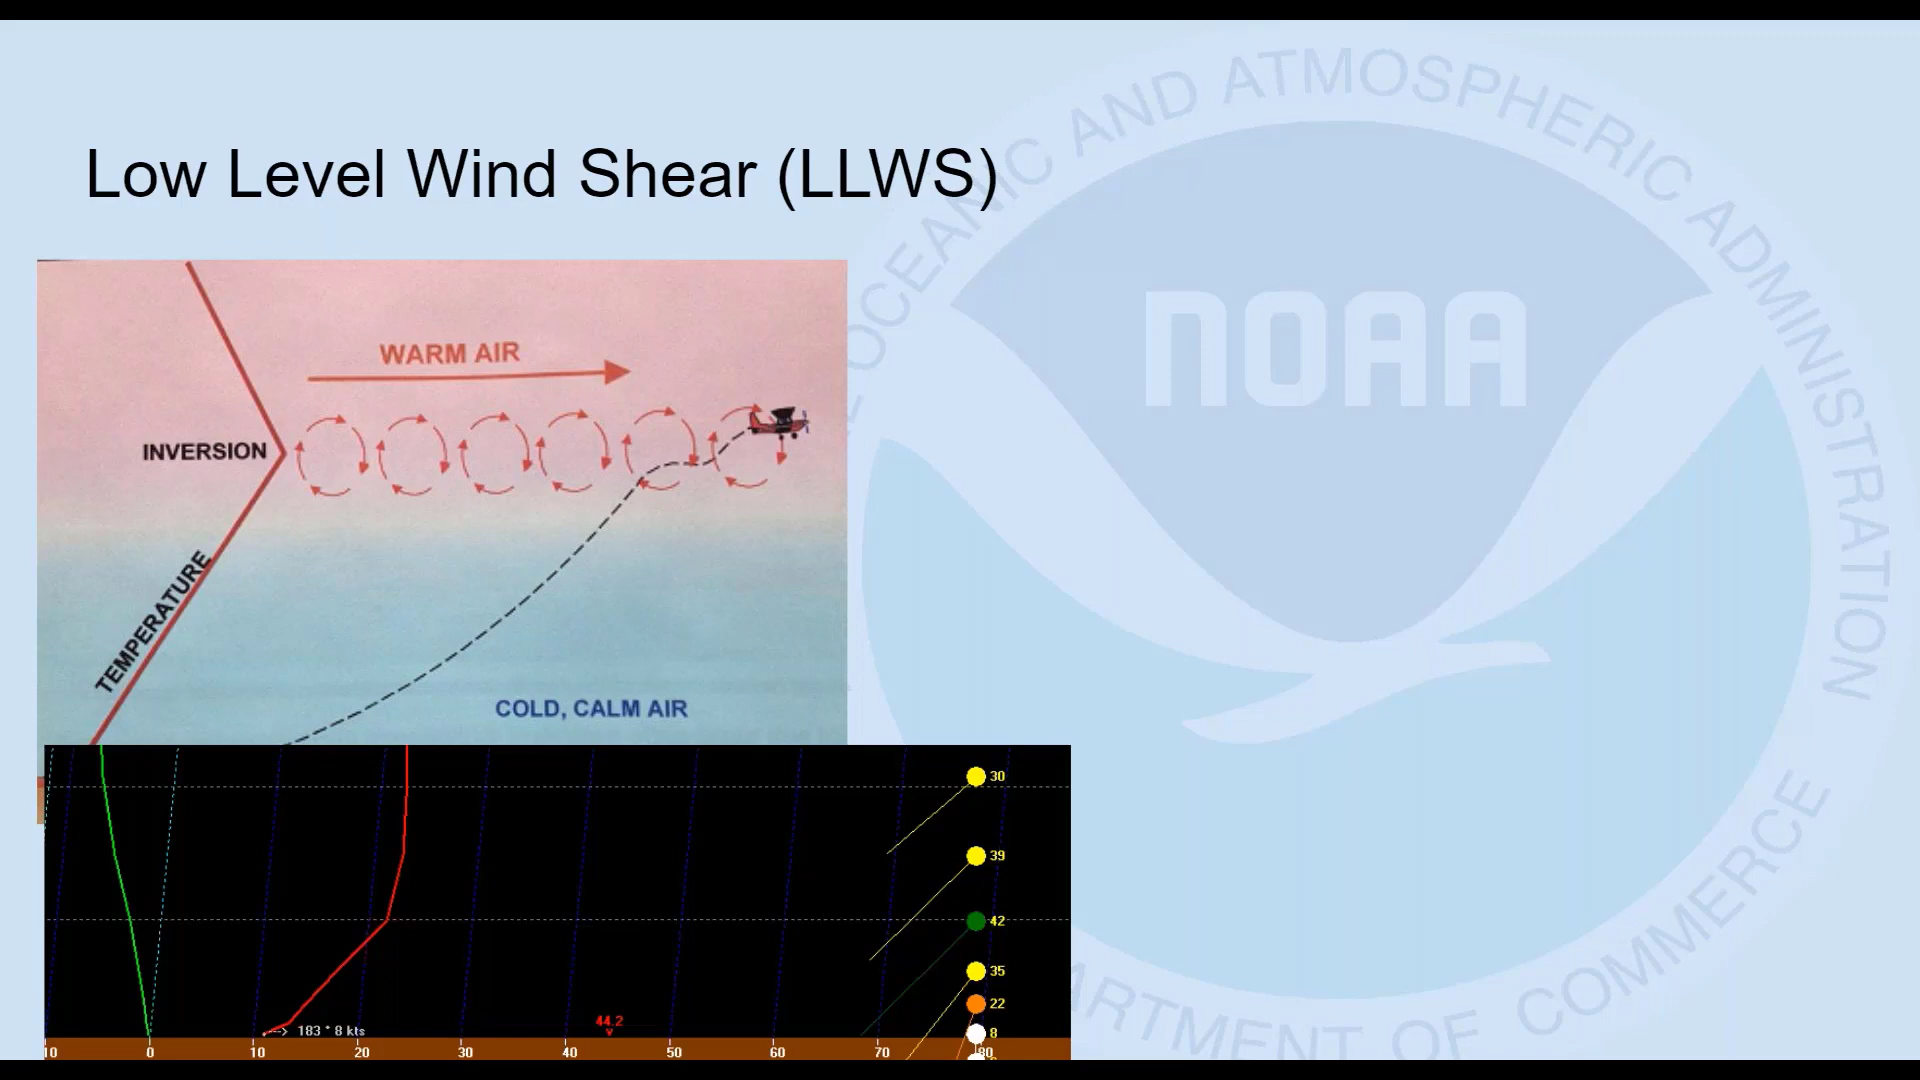 Low Level Wind Shear (LLWS)
WARM AIR
INVERSION
TEMPERATURE
COLD, CALM AIR
30
39
42
35
22
8
183 * 8 kts
44.2
10 0 10 20 30 40 50 60 70 80
OCEANIC AND ATMOSPHERIC ADMINISTRATION
NOAA
DEPARTMENT OF COMMERCE